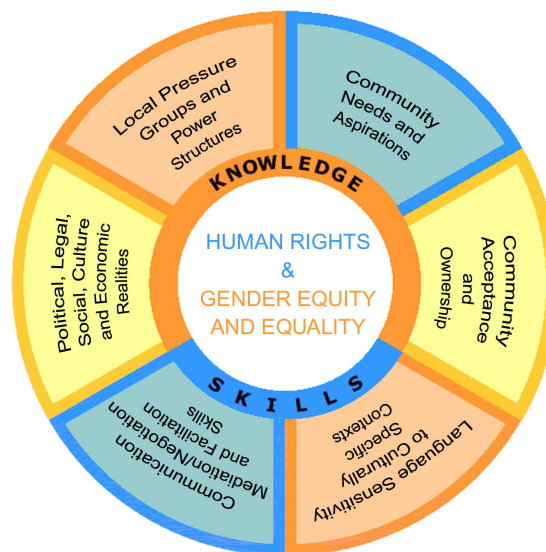 Local Pressure
Groups and
Power
Structures
Community
Needs and
Aspirations
KNOWLEDGE
Political, Legal,
Social, Culture
and Economic
Realities
HUMAN RIGHTS
&
GENDER EQUITY
AND EQUALITY
Community
Acceptance
and
Ownership
SKILLS
Communication
Mediation/Negotiation
and Facilitation
Skills
Language Sensitivity
to Culturally
Specific
Contexts